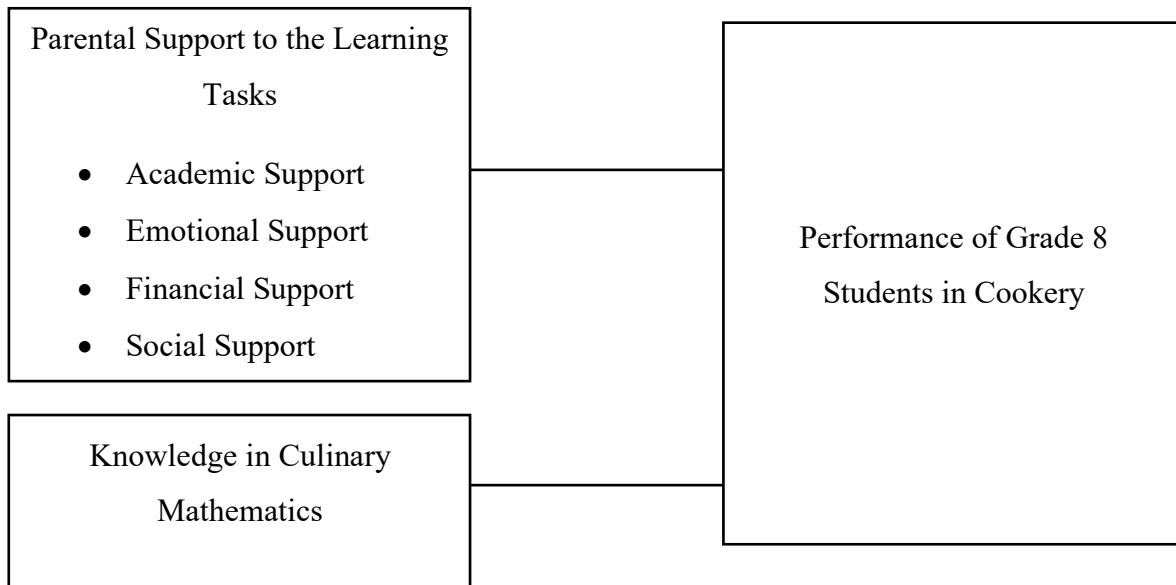 Parental Support to the Learning
Tasks
• Academic Support
• Emotional Support
• Financial Support
• Social Support
Knowledge in Culinary
Mathematics
Performance of Grade 8
Students in Cookery